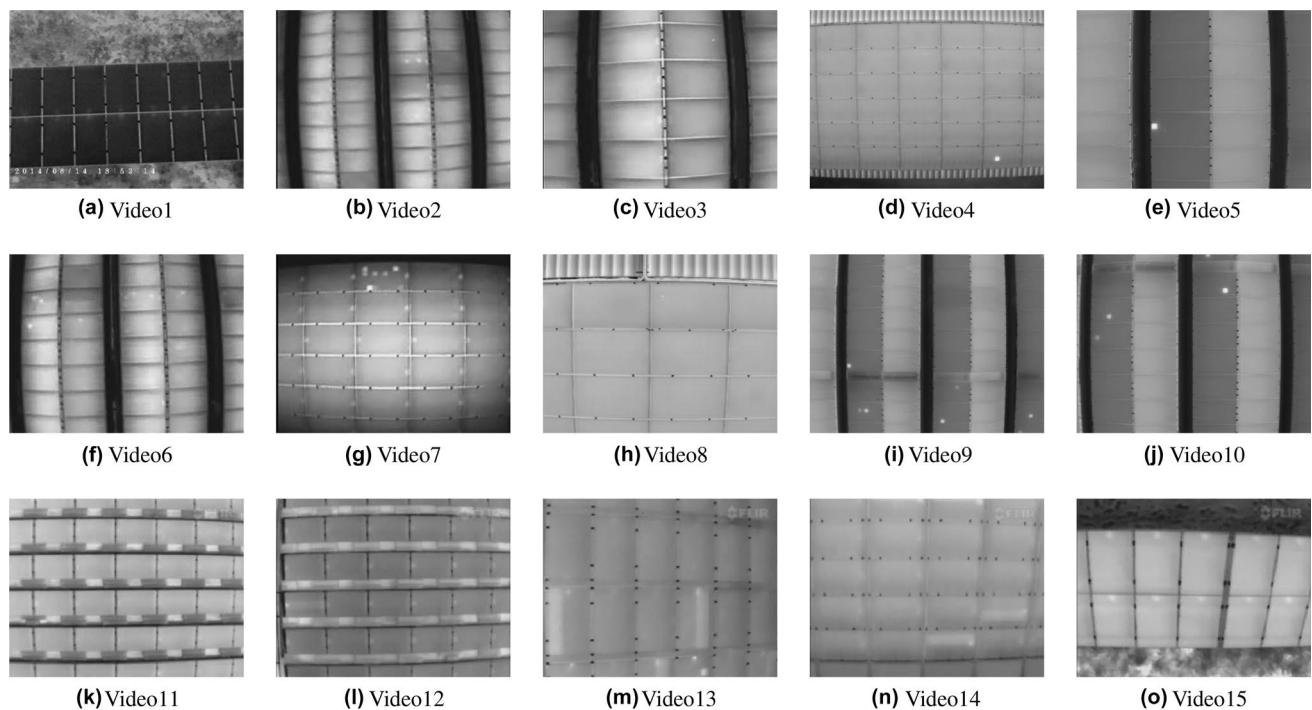 2014/08/14 18:52:14
(a) Video1
(b) Video2
(c) Video3
(d) Video4
(e) Video5
(f) Video6
(g) Video7
(h) Video8
(i) Video9
(j) Video10
FLIR
FLIR
FLIR
FLIR
(k) Video11
(l) Video12
(m) Video13
(n) Video14
(o) Video15